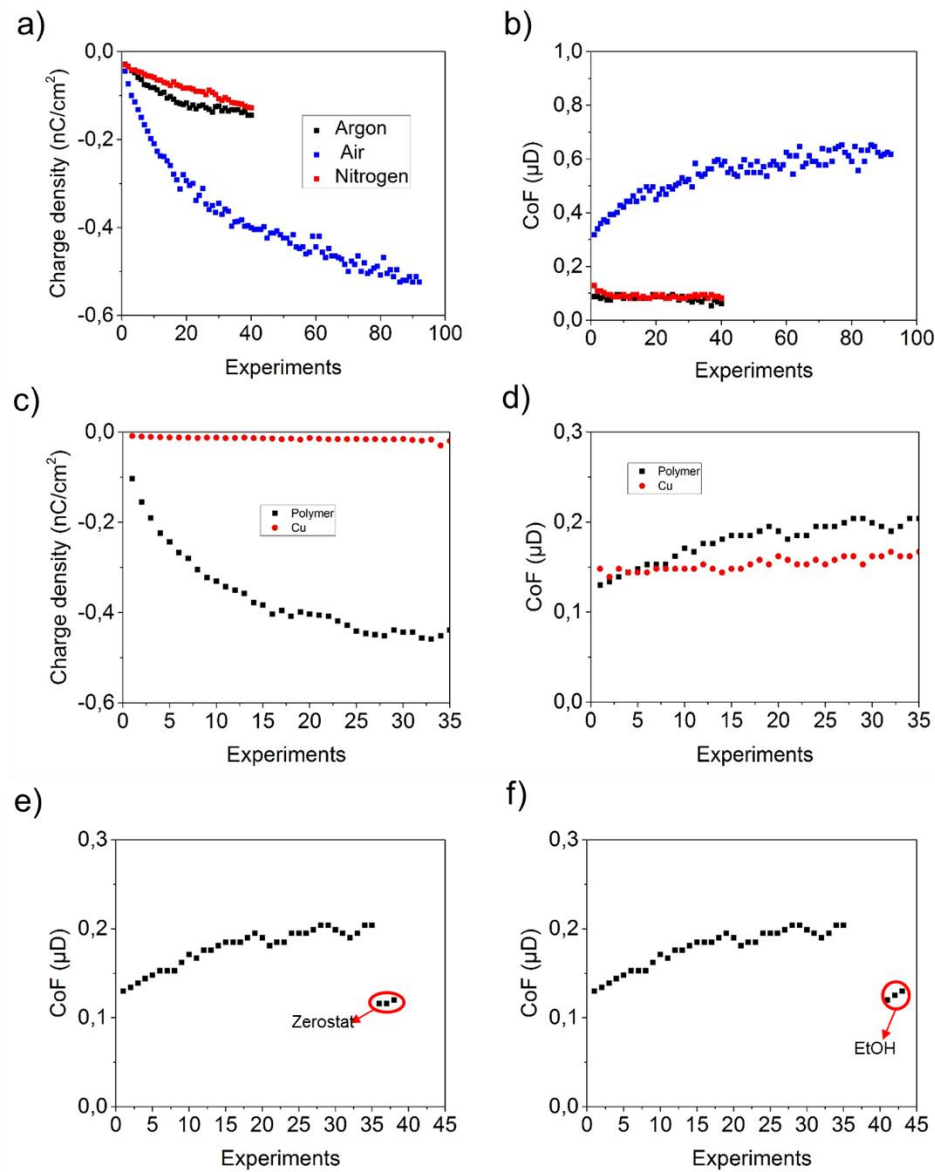 a)
Charge density (nC/cm²)
0,0
-0,2
-0,4
-0,6
0 20 40 60 80 100
Experiments
Argon
Air
Nitrogen
b)
CoF (µD)
1,0
0,8
0,6
0,4
0,2
0,0
0 20 40 60 80 100
Experiments
c)
Charge density (nC/cm²)
0,0
-0,2
-0,4
-0,6
0 5 10 15 20 25 30 35
Experiments
Polymer
Cu
d)
CoF (µD)
0,3
0,2
0,1
0,0
0 5 10 15 20 25 30 35
Experiments
Polymer
Cu
e)
CoF (µD)
0,3
0,2
0,1
0,0
0 5 10 15 20 25 30 35 40 45
Experiments
Zerostat
f)
CoF (µD)
0,3
0,2
0,1
0,0
0 5 10 15 20 25 30 35 40 45
Experiments
EtOH